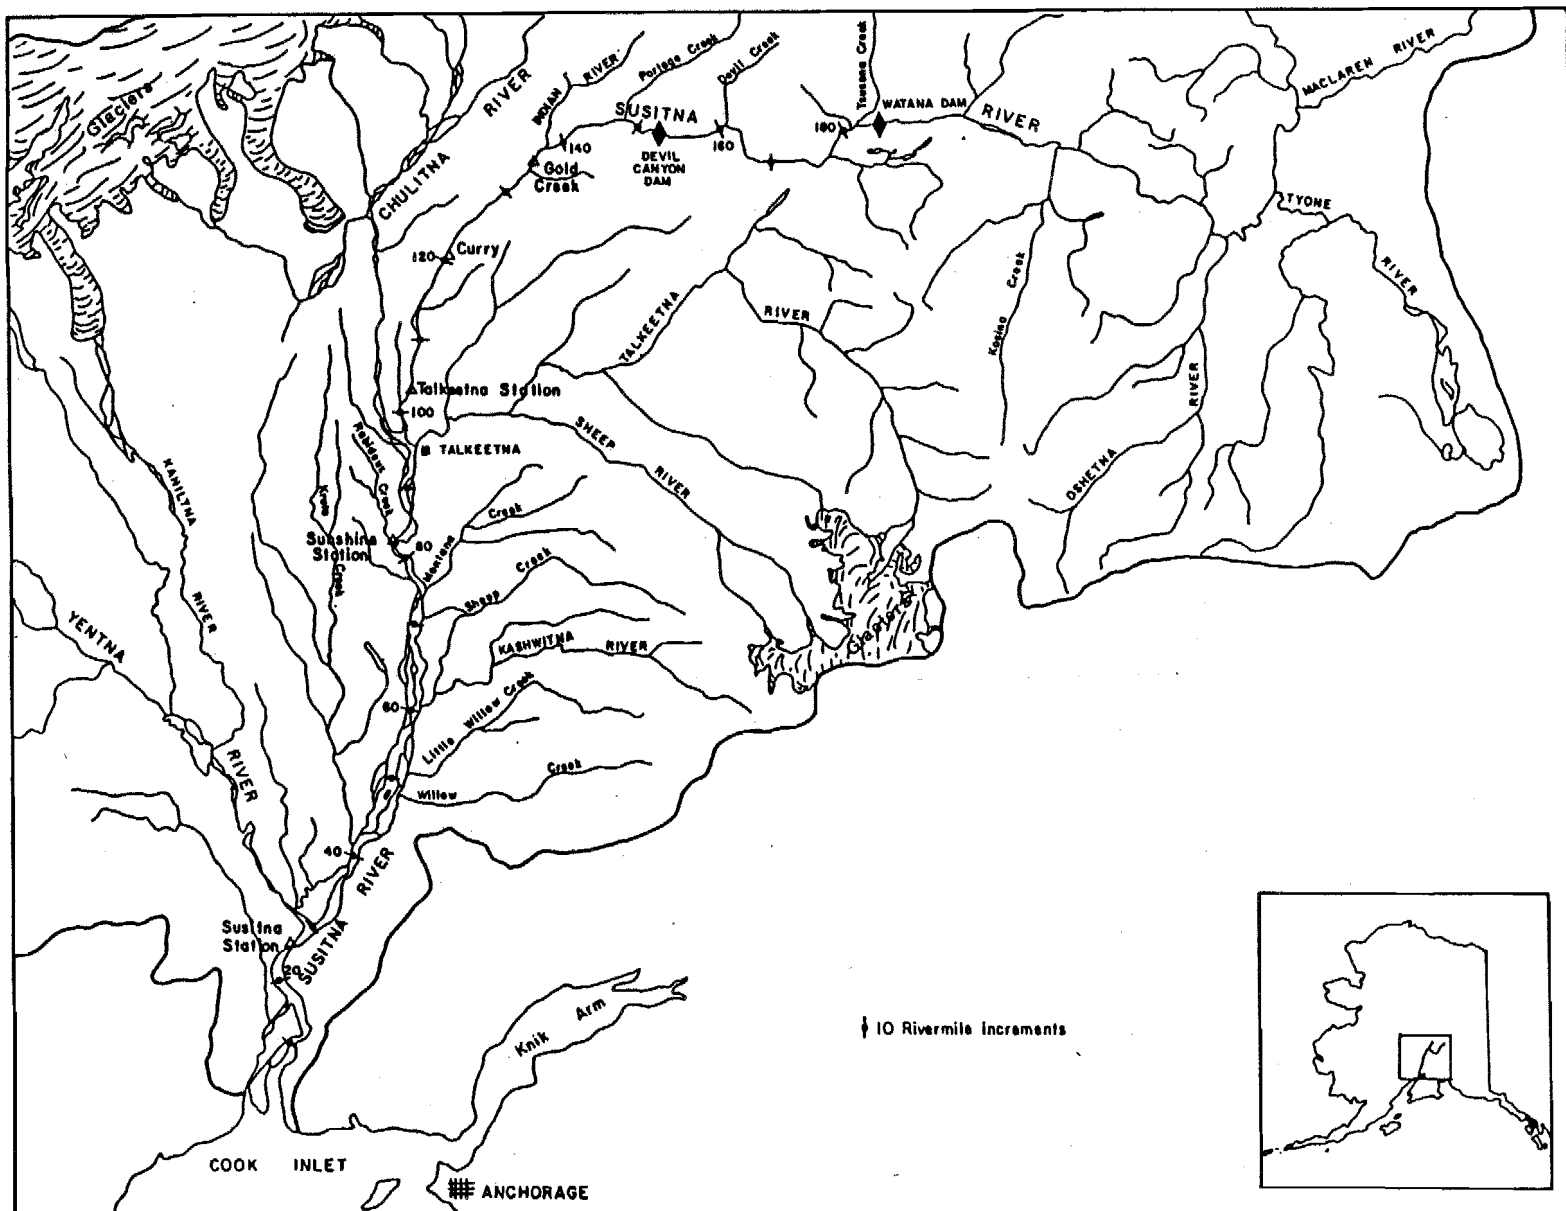 Glaciers
CHULITNA
RIVER
INDIAN
RIVER
Portage Creek
Devil Creek
Tsusena Creek
SUSITNA
RIVER
WATANA DAM
MACLAREN RIVER
180
160
140
DEVIL
CANYON
DAM
Gold
Creek
TYONE
RIVER
120
Curry
TALKEETNA
RIVER
Kosina Creek
Talkeetna Station
100
RIVER
OSHETNA
Rabideux Creek
TALKEETNA
SHEEP
RIVER
KAHILTNA
RIVER
Kroto
Creek
Montana
Creek
Sunshine
Station
80
Sheep
Creek
YENTNA
RIVER
KASHWITNA
RIVER
Glaciers
60
Little Willow Creek
Willow
Creek
40
SUSITNA
RIVER
Susitna
Station
20
Knik Arm
10 Rivermile Increments
COOK INLET
ANCHORAGE